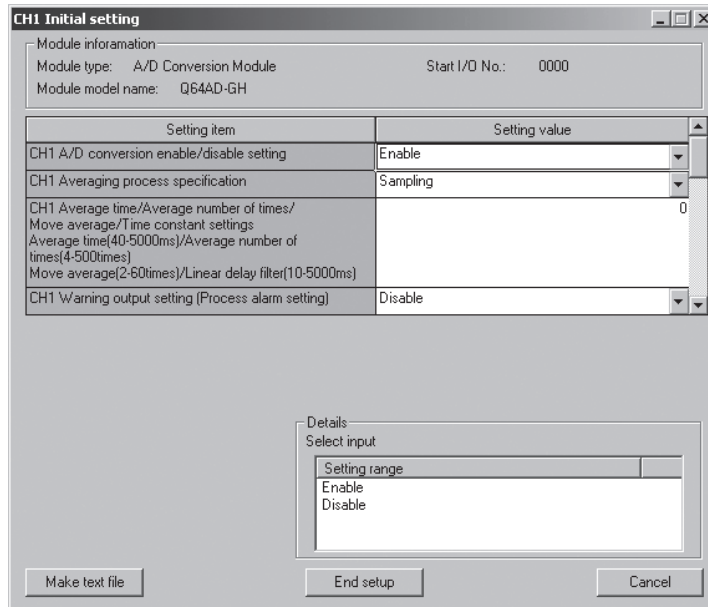 CH1 Initial setting
Module inforamation
Module type: A/D Conversion Module Start I/O No.: 0000
Module model name: Q64AD-GH
Setting item Setting value
CH1 A/D conversion enable/disable setting Enable
CH1 Averaging process specification Sampling
CH1 Average time/Average number of times/ 0
Move average/Time constant settings
Average time(40-5000ms)/Average number of
times(4-500times)
Move average(2-60times)/Linear delay filter(10-5000ms)
CH1 Warning output setting (Process alarm setting) Disable
Details
Select input
Setting range
Enable
Disable
Make text file End setup Cancel